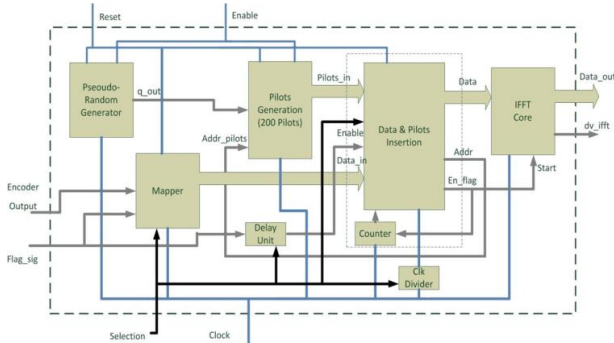 Reset
Enable
Pseudo-
Random
Generator
q_out
Pilots
Generation
(200 Pilots)
Pilots_in
Data & Pilots
Insertion
Data
IFFT
Core
Data_out
dv_ifft
Addr_pilots
Enable
Data_in
Addr
En_flag
Start
Encoder
Output
Mapper
Flag_sig
Delay
Unit
Counter
Clk
Divider
Selection
Clock